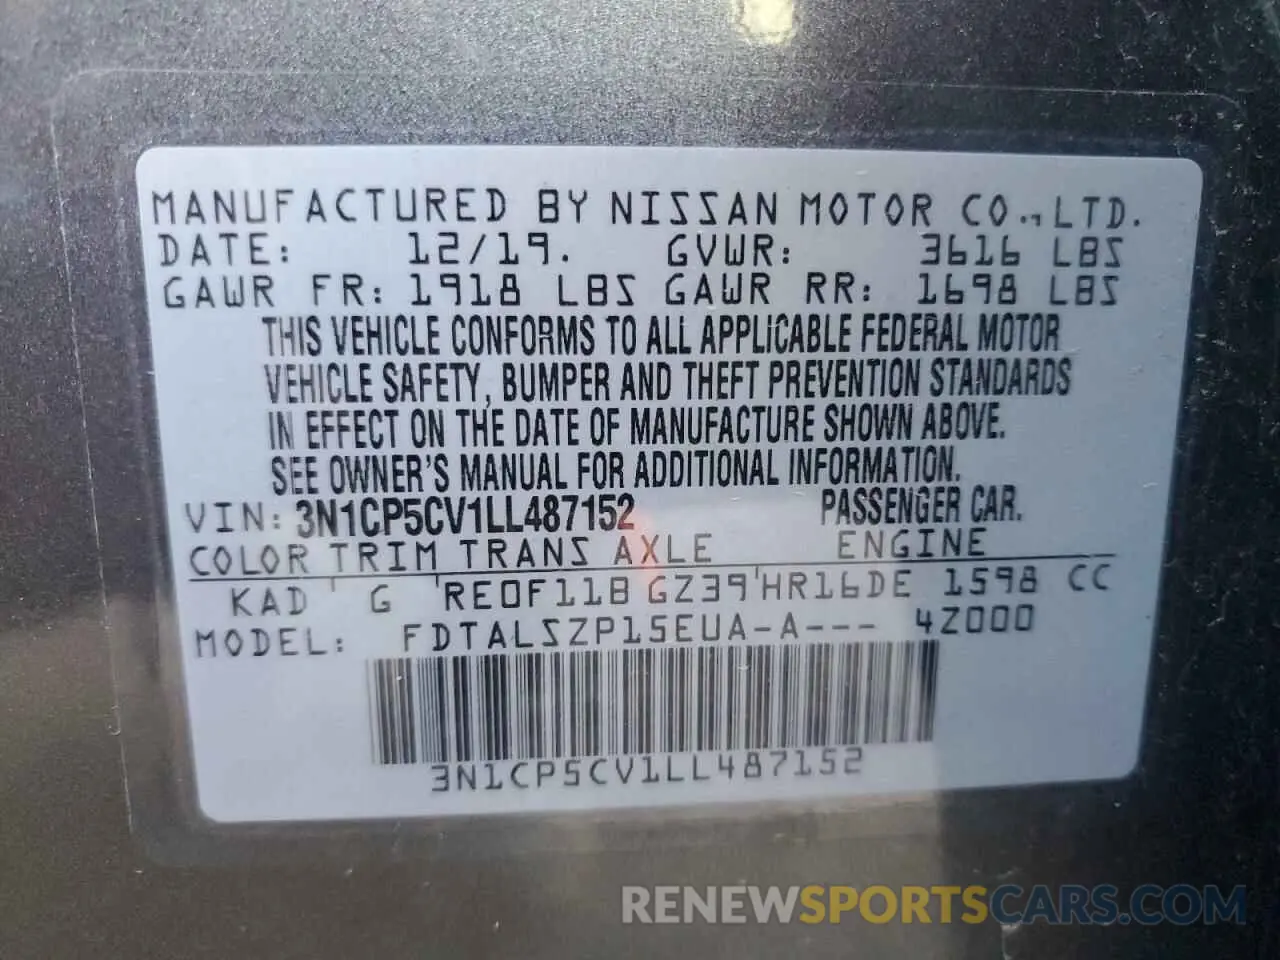 MANUFACTURED BY NISSAN MOTOR CO., LTD.
DATE: 12/19. GVWR: 3616 LBS
GAWR FR: 1918 LBS GAWR RR: 1698 LBS
THIS VEHICLE CONFORMS TO ALL APPLICABLE FEDERAL MOTOR
VEHICLE SAFETY, BUMPER AND THEFT PREVENTION STANDARDS
IN EFFECT ON THE DATE OF MANUFACTURE SHOWN ABOVE.
SEE OWNER'S MANUAL FOR ADDITIONAL INFORMATION.
VIN: 3N1CP5CV1LL487152 PASSENGER CAR.
COLOR TRIM TRANS AXLE ENGINE
KAD G RE0F11B GZ39 HR16DE 1598 CC
MODEL: FDTALSZP15EUA-A--- 4Z000
3N1CP5CV1LL487152
RENEWSPORTSCARS.COM